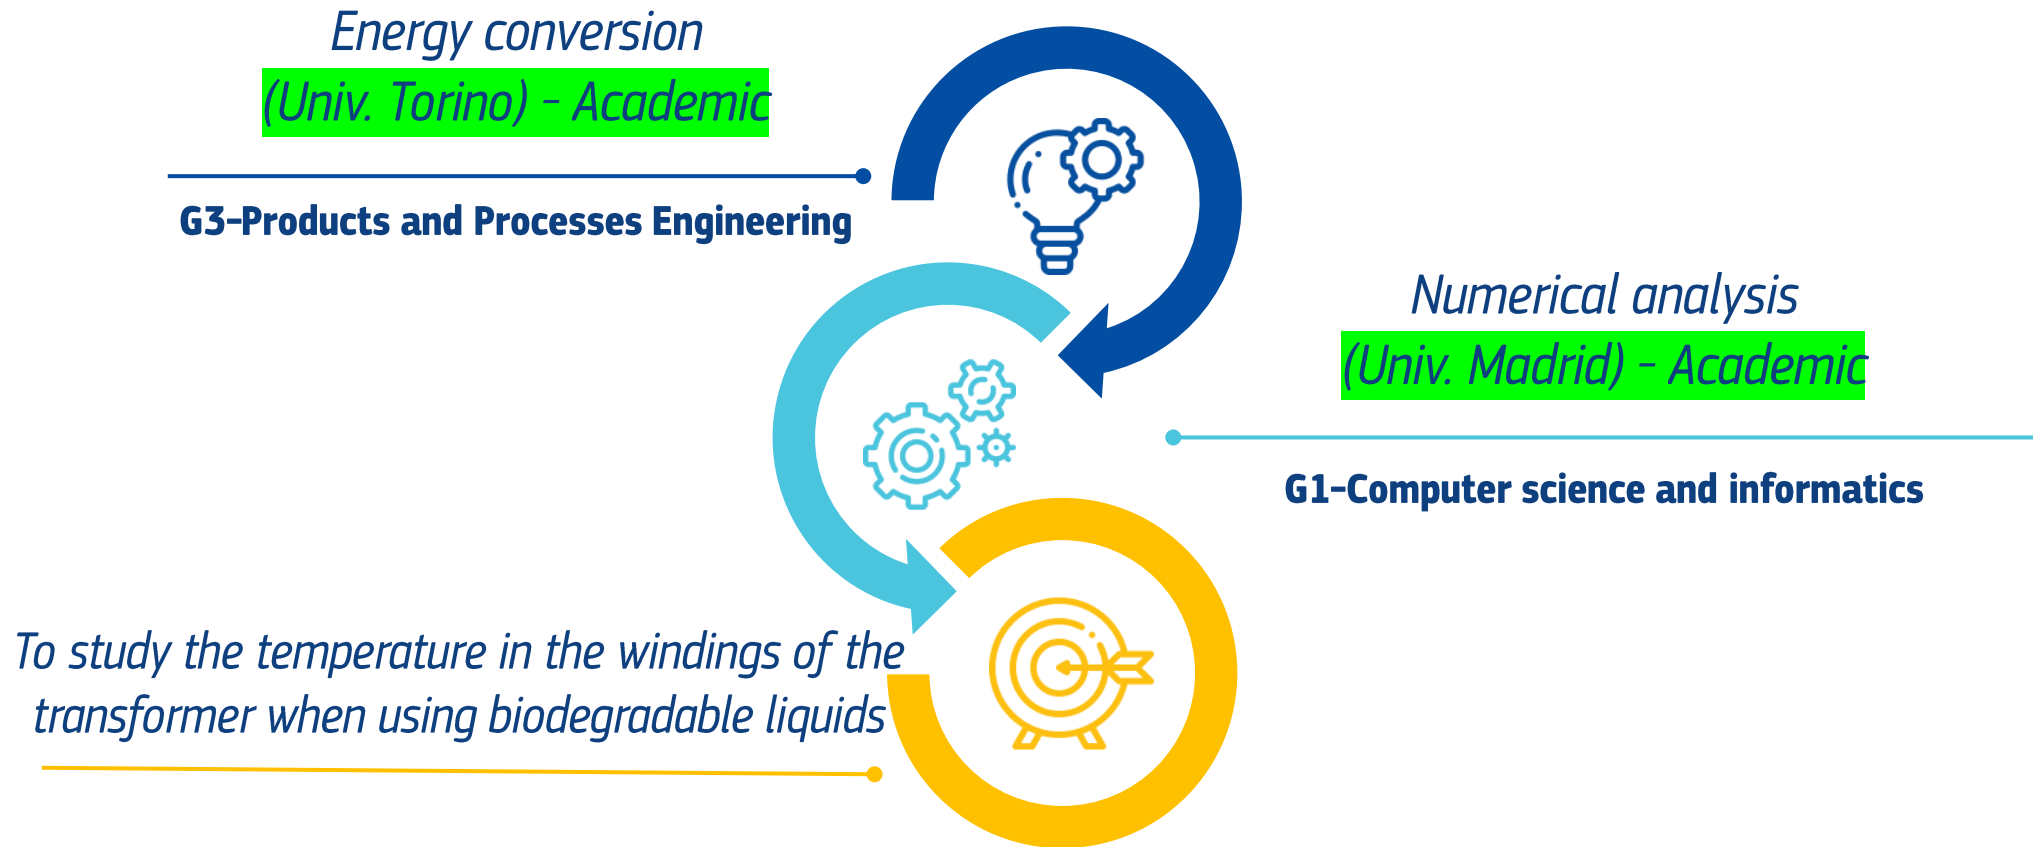 Energy conversion
(Univ. Torino) - Academic
G3-Products and Processes Engineering
Numerical analysis
(Univ. Madrid) - Academic
G1-Computer science and informatics
To study the temperature in the windings of the
transformer when using biodegradable liquids